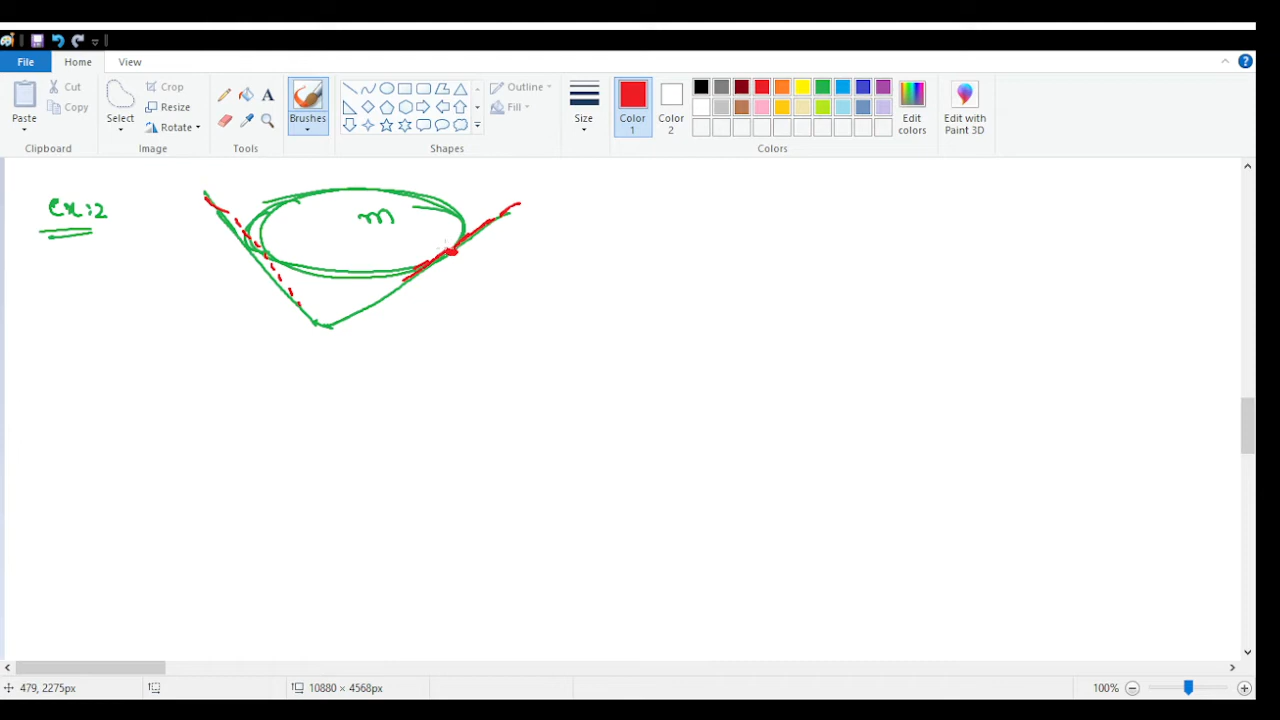 File Home View
Paste Cut Copy Select Crop Resize Rotate A Brushes Outline Fill Size Color 1 Color 2 Edit colors Edit with Paint 3D ?
Clipboard Image Tools Shapes Colors
ex:2
m
479, 2275px 10880 × 4568px 100%